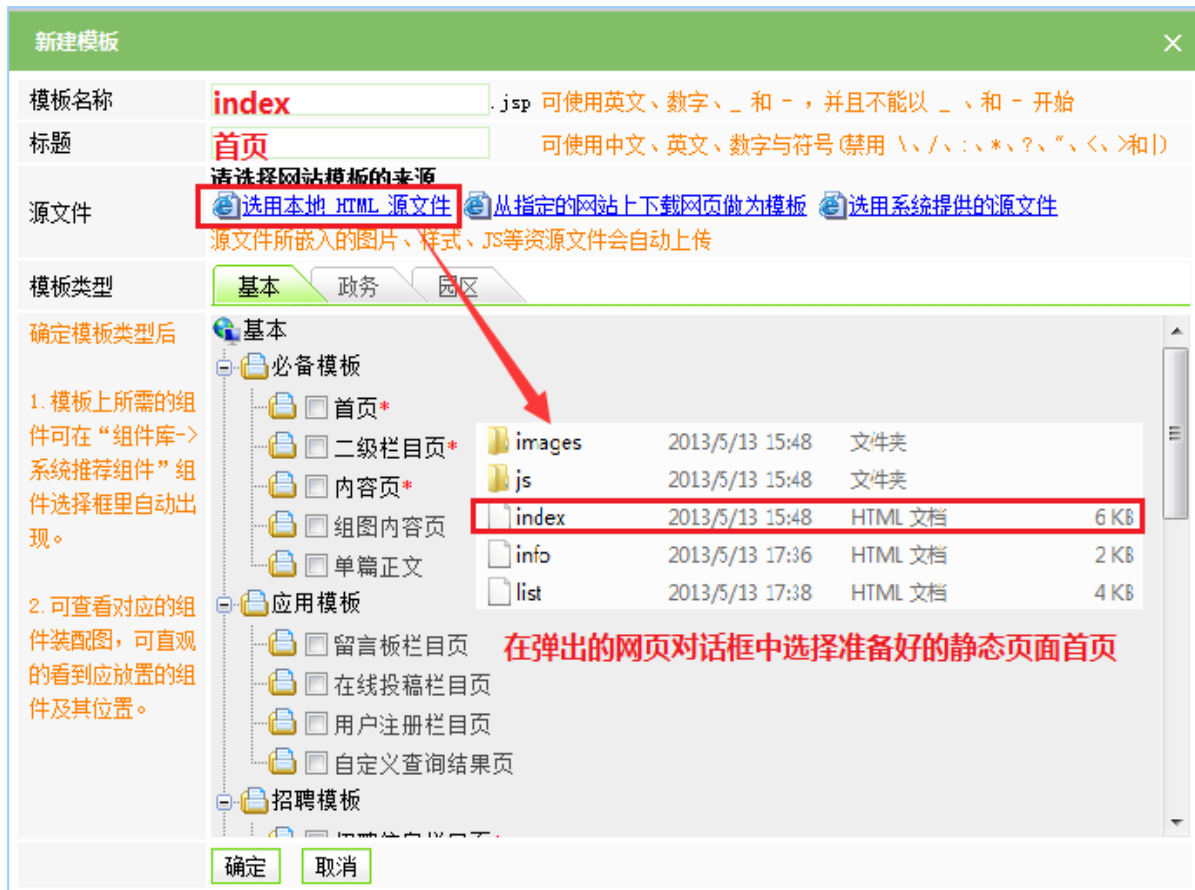 新建模板
模板名称 index .jsp 可使用英文、数字、_ 和 - ，并且不能以 _ 、和 - 开始
标题 首页 可使用中文、英文、数字与符号(禁用 \、/、:、*、?、"、<、>和|)
请选择网站模板的来源
源文件 选用本地 HTML 源文件 从指定的网站上下载网页做为模板 选用系统提供的源文件
源文件所嵌入的图片、样式、JS等资源文件会自动上传
模板类型 基本 政务 园区
确定模板类型后
1.模板上所需的组
件可在“组件库->
系统推荐组件”组
件选择框里自动出
现。
2.可查看对应的组
件装配图，可直观
的看到应放置的组
件及其位置。
基本
必备模板
首页*
二级栏目页*
内容页*
组图内容页
单篇正文
应用模板
留言板栏目页
在线投稿栏目页
用户注册栏目页
自定义查询结果页
招聘模板
招聘信息栏目页*
images 2013/5/13 15:48 文件夹
js 2013/5/13 15:48 文件夹
index 2013/5/13 15:48 HTML 文档 6 KB
info 2013/5/13 17:36 HTML 文档 2 KB
list 2013/5/13 17:38 HTML 文档 4 KB
在弹出的网页对话框中选择准备好的静态页面首页
确定 取消